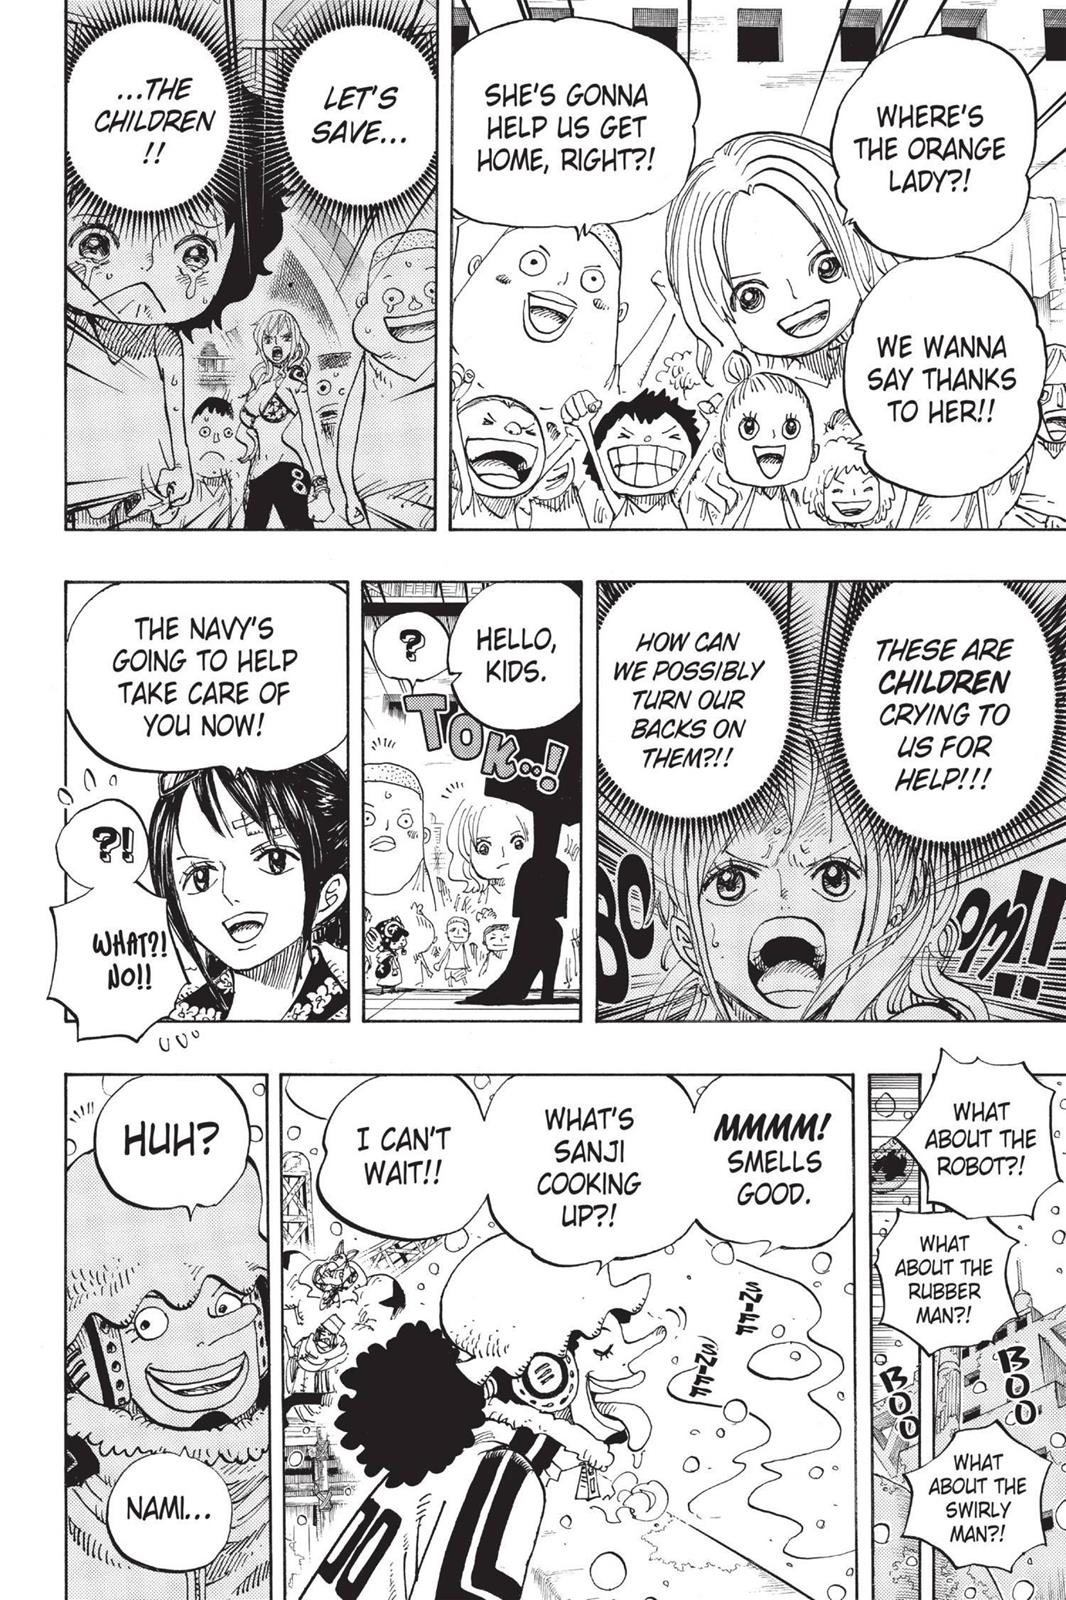 WHERE'S
THE ORANGE
LADY?!
SHE'S GONNA
HELP US GET
HOME, RIGHT?!
WE WANNA
SAY THANKS
TO HER!!
LET'S
SAVE...
...THE
CHILDREN
!!
THESE ARE
CHILDREN
CRYING TO
US FOR
HELP!!!
HOW CAN
WE POSSIBLY
TURN OUR
BACKS ON
THEM?!!
BOOM!!
HELLO,
KIDS.
?
TOK..!
THE NAVY'S
GOING TO HELP
TAKE CARE OF
YOU NOW!
?!
WHAT?!
NO!!
WHAT
ABOUT THE
ROBOT?!
WHAT
ABOUT THE
RUBBER
MAN?!
BOO
BOO
WHAT
ABOUT THE
SWIRLY
MAN?!
MMMM!
SMELLS
GOOD.
WHAT'S
SANJI
COOKING
UP?!
I CAN'T
WAIT!!
SNIFF
SNIFF
HUH?
NAMI...